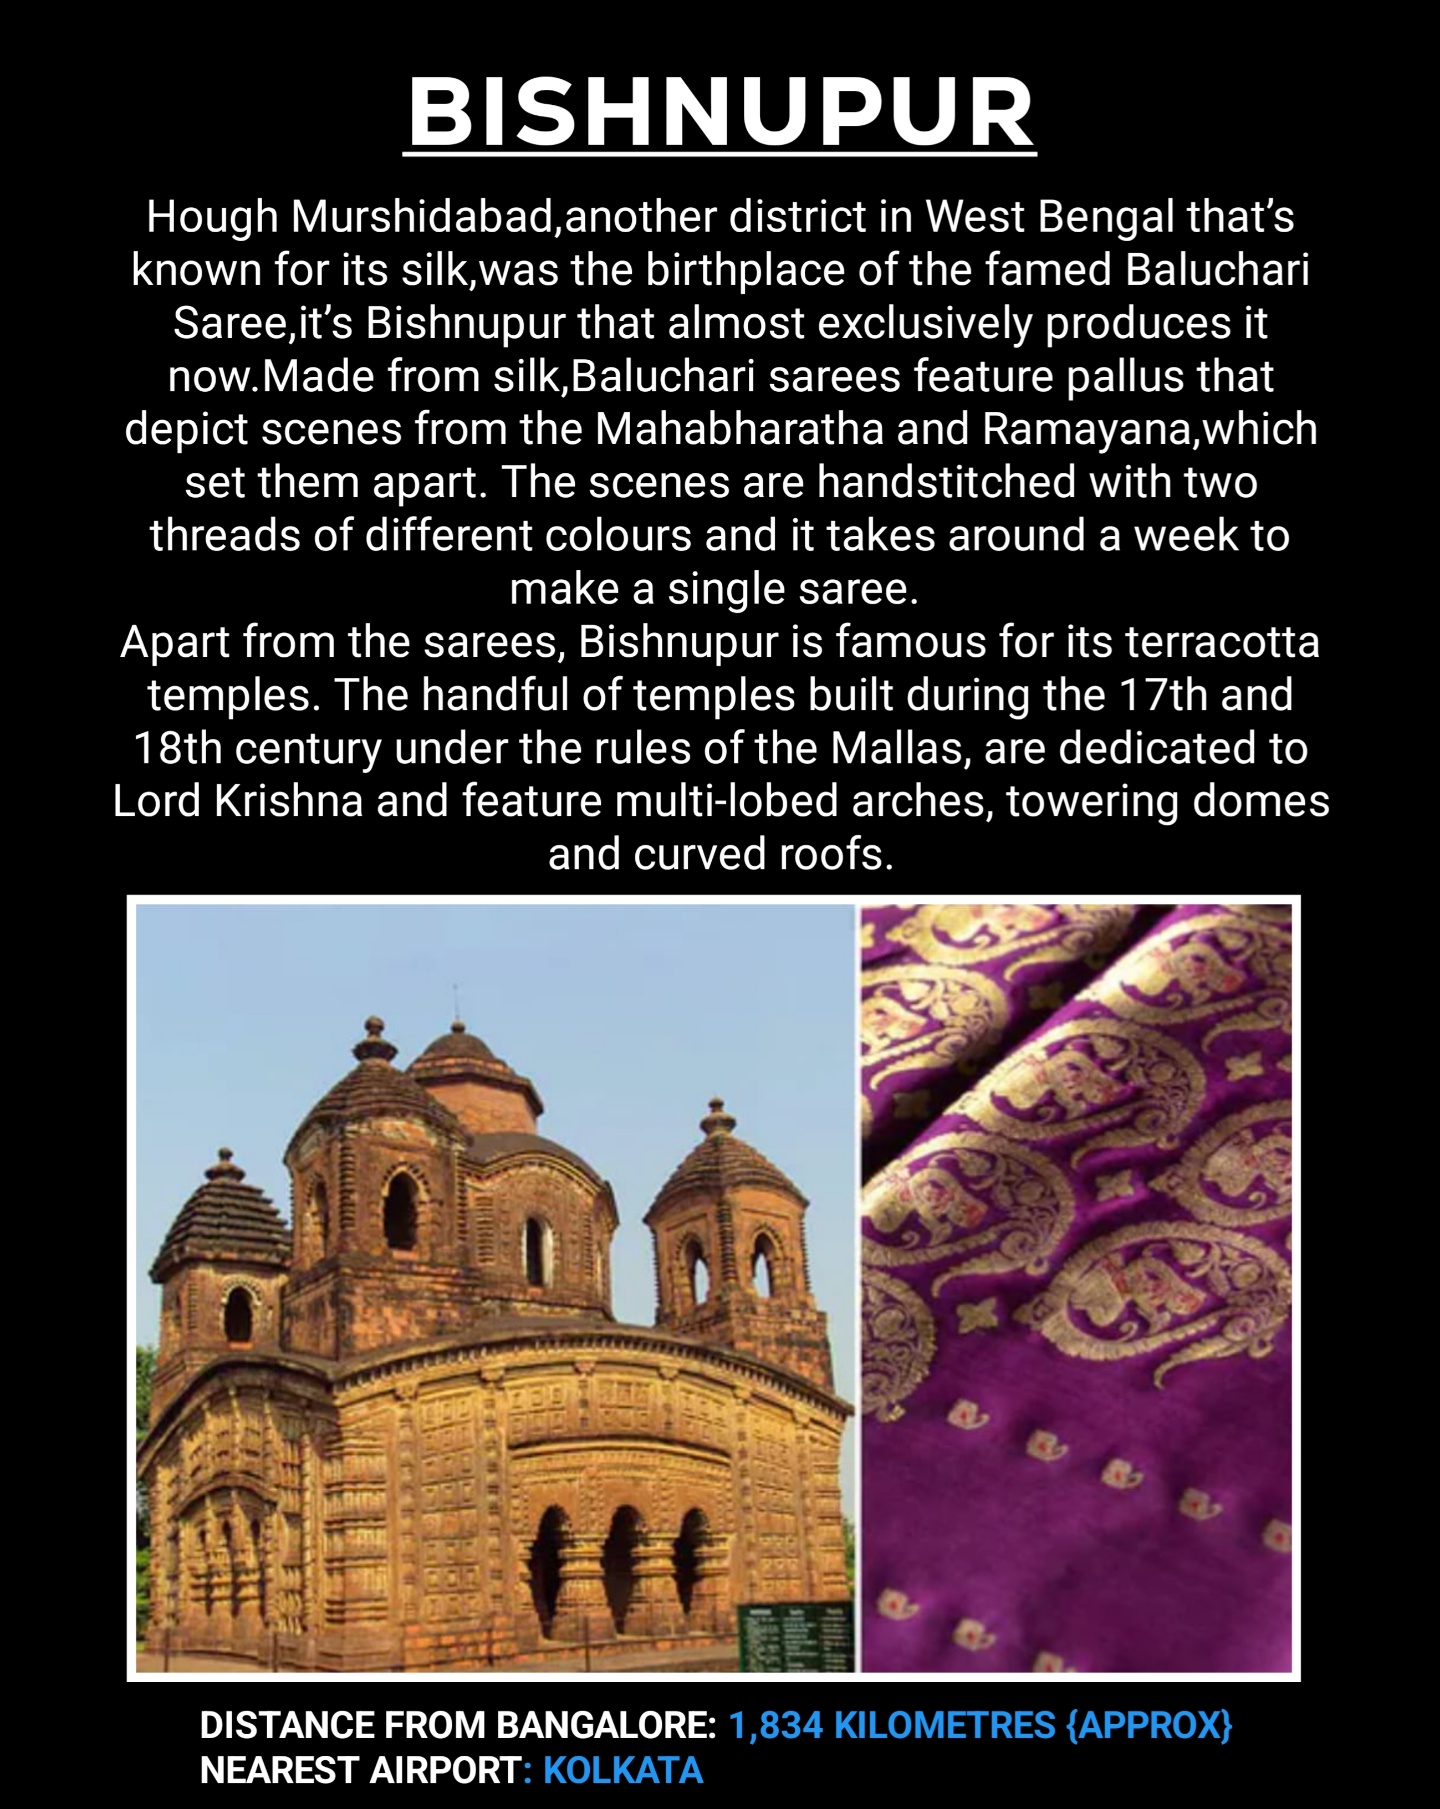 BISHNUPUR
Hough Murshidabad,another district in West Bengal that’s
known for its silk,was the birthplace of the famed Baluchari
Saree,it’s Bishnupur that almost exclusively produces it
now.Made from silk,Baluchari sarees feature pallus that
depict scenes from the Mahabharatha and Ramayana,which
set them apart. The scenes are handstitched with two
threads of different colours and it takes around a week to
make a single saree.
Apart from the sarees, Bishnupur is famous for its terracotta
temples. The handful of temples built during the 17th and
18th century under the rules of the Mallas, are dedicated to
Lord Krishna and feature multi-lobed arches, towering domes
and curved roofs.
DISTANCE FROM BANGALORE: 1,834 KILOMETRES {APPROX}
NEAREST AIRPORT: KOLKATA